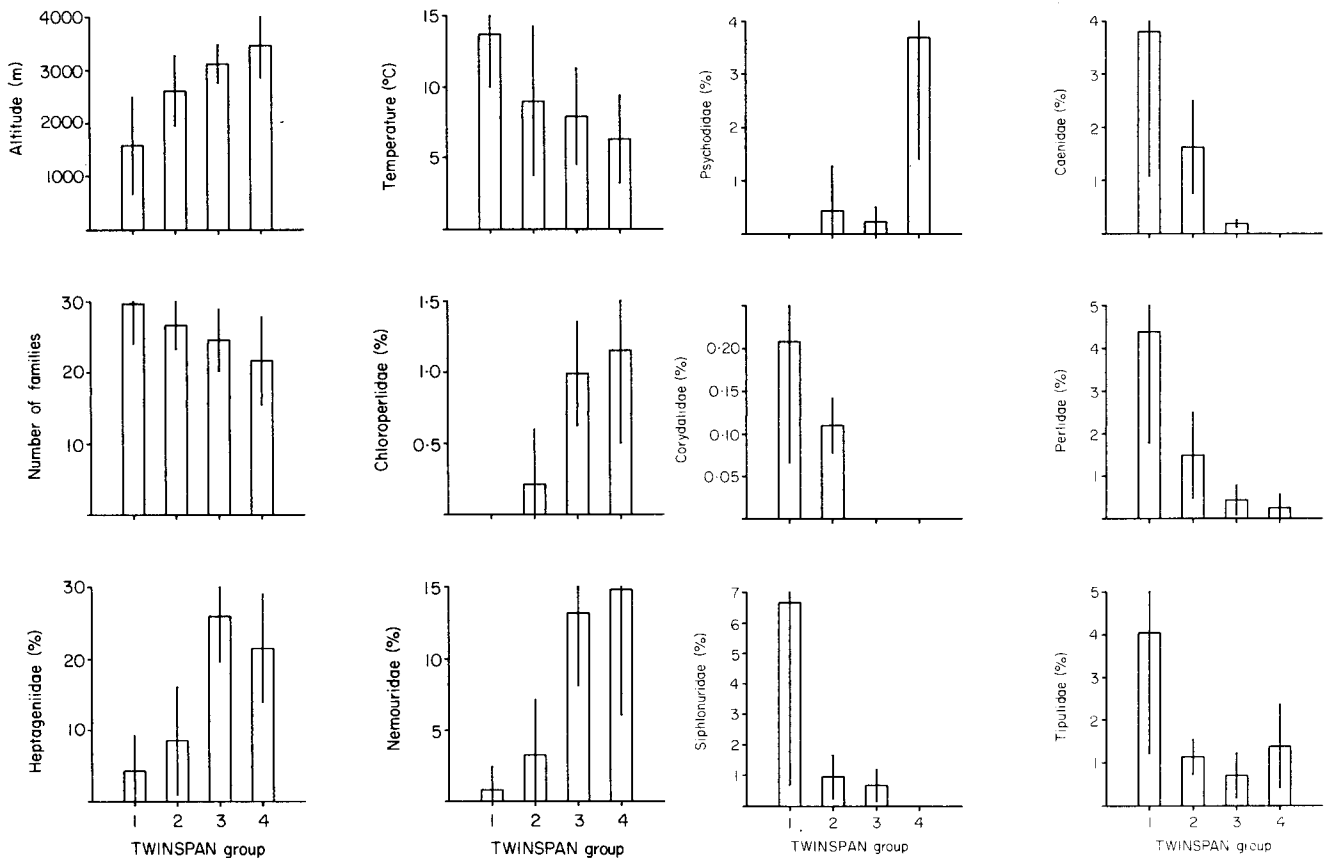 Altitude (m)
4000
3000
2000
1000
Temperature (°C)
15
10
5
Psychodidae (%)
4
3
2
1
Caenidae (%)
4
3
2
1
Number of families
30
20
10
Chloroperlidae (%)
1·5
1·0
0·5
Corydalidae (%)
0·20
0·10
0·05
Perlidae (%)
5
4
3
2
1
Heptageniidae (%)
30
20
10
1 2 3 4
TWINSPAN group
Nemouridae (%)
15
10
5
1 2 3 4
TWINSPAN group
Siphlonuridae (%)
7
6
5
4
3
2
1
1 2 3 4
TWINSPAN group
Tipulidae (%)
5
4
3
2
1
1 2 3 4
TWINSPAN group